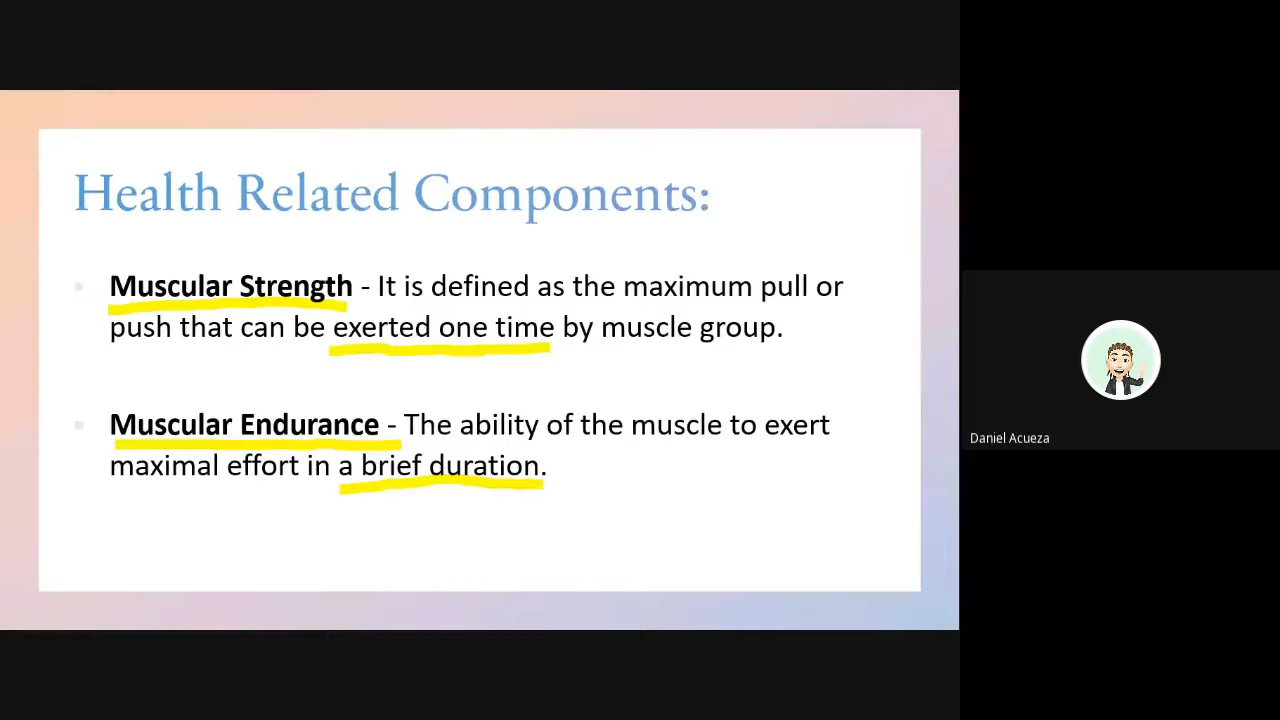 Health Related Components:
Muscular Strength - It is defined as the maximum pull or
push that can be exerted one time by muscle group.
Muscular Endurance - The ability of the muscle to exert
maximal effort in a brief duration.
Daniel Acueza